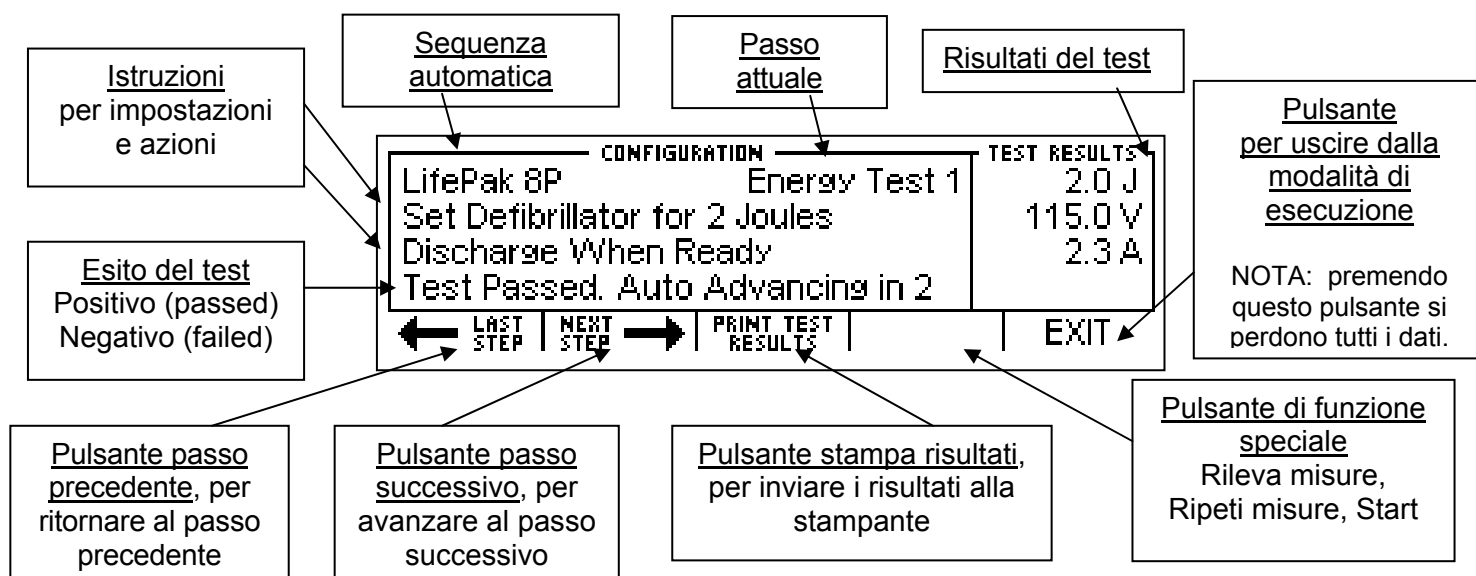 Istruzioni
per impostazioni
e azioni
Sequenza
automatica
Passo
attuale
Risultati del test
Pulsante
per uscire dalla
modalità di
esecuzione
NOTA: premendo
questo pulsante si
perdono tutti i dati.
Esito del test
Positivo (passed)
Negativo (failed)
CONFIGURATION
TEST RESULTS
LifePak 8P Energy Test 1 2.0 J
Set Defibrillator for 2 Joules 115.0 V
Discharge When Ready 2.3 A
Test Passed. Auto Advancing in 2
LAST
STEP
NEXT
STEP
PRINT TEST
RESULTS
EXIT
Pulsante passo
precedente, per
ritornare al passo
precedente
Pulsante passo
successivo, per
avanzare al passo
successivo
Pulsante stampa risultati,
per inviare i risultati alla
stampante
Pulsante di funzione
speciale
Rileva misure,
Ripeti misure, Start